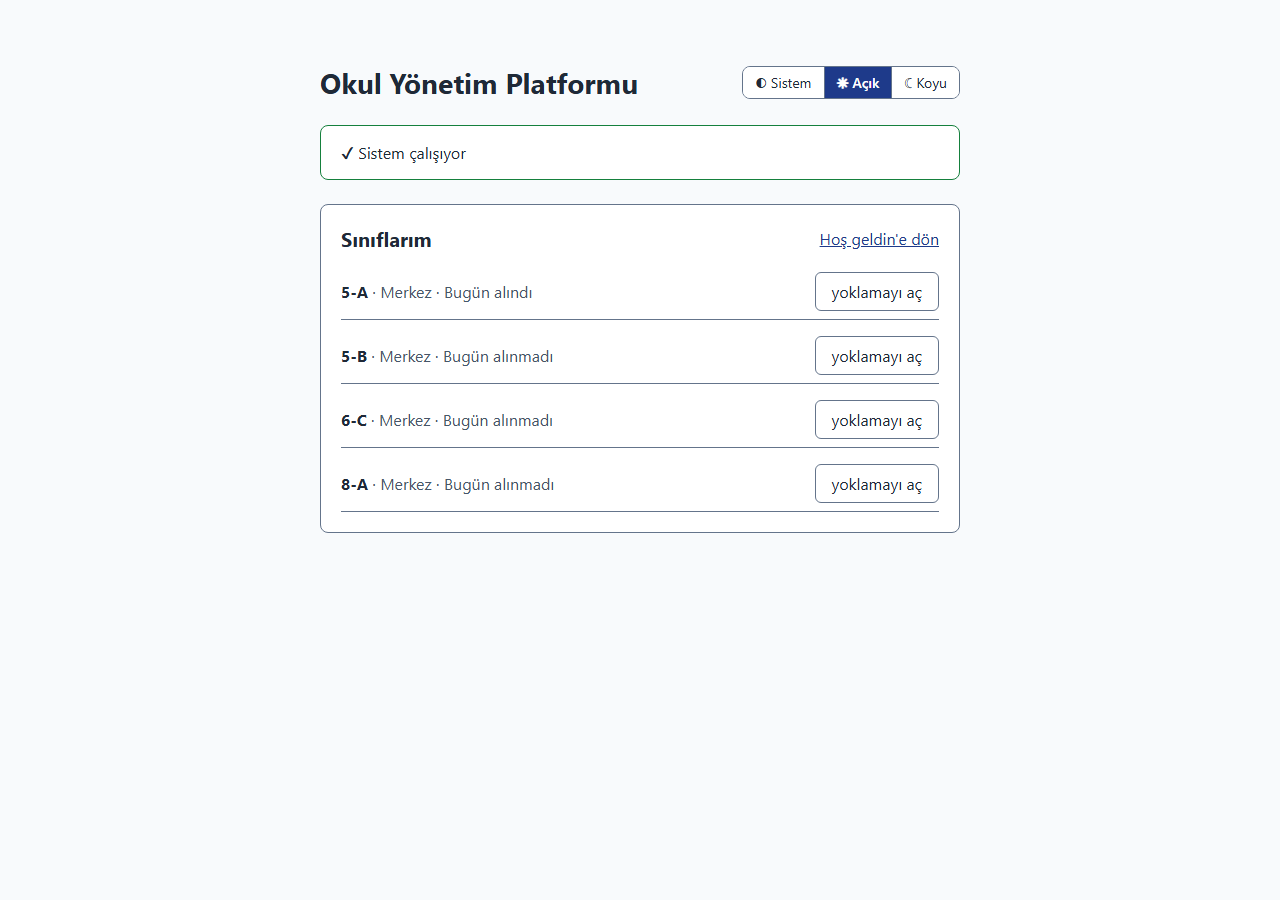 Okul Yönetim Platformu
◐ Sistem ❋ Açık ☾ Koyu
✓ Sistem çalışıyor
Sınıflarım Hoş geldin'e dön
5-A · Merkez · Bugün alındı yoklamayı aç
5-B · Merkez · Bugün alınmadı yoklamayı aç
6-C · Merkez · Bugün alınmadı yoklamayı aç
8-A · Merkez · Bugün alınmadı yoklamayı aç